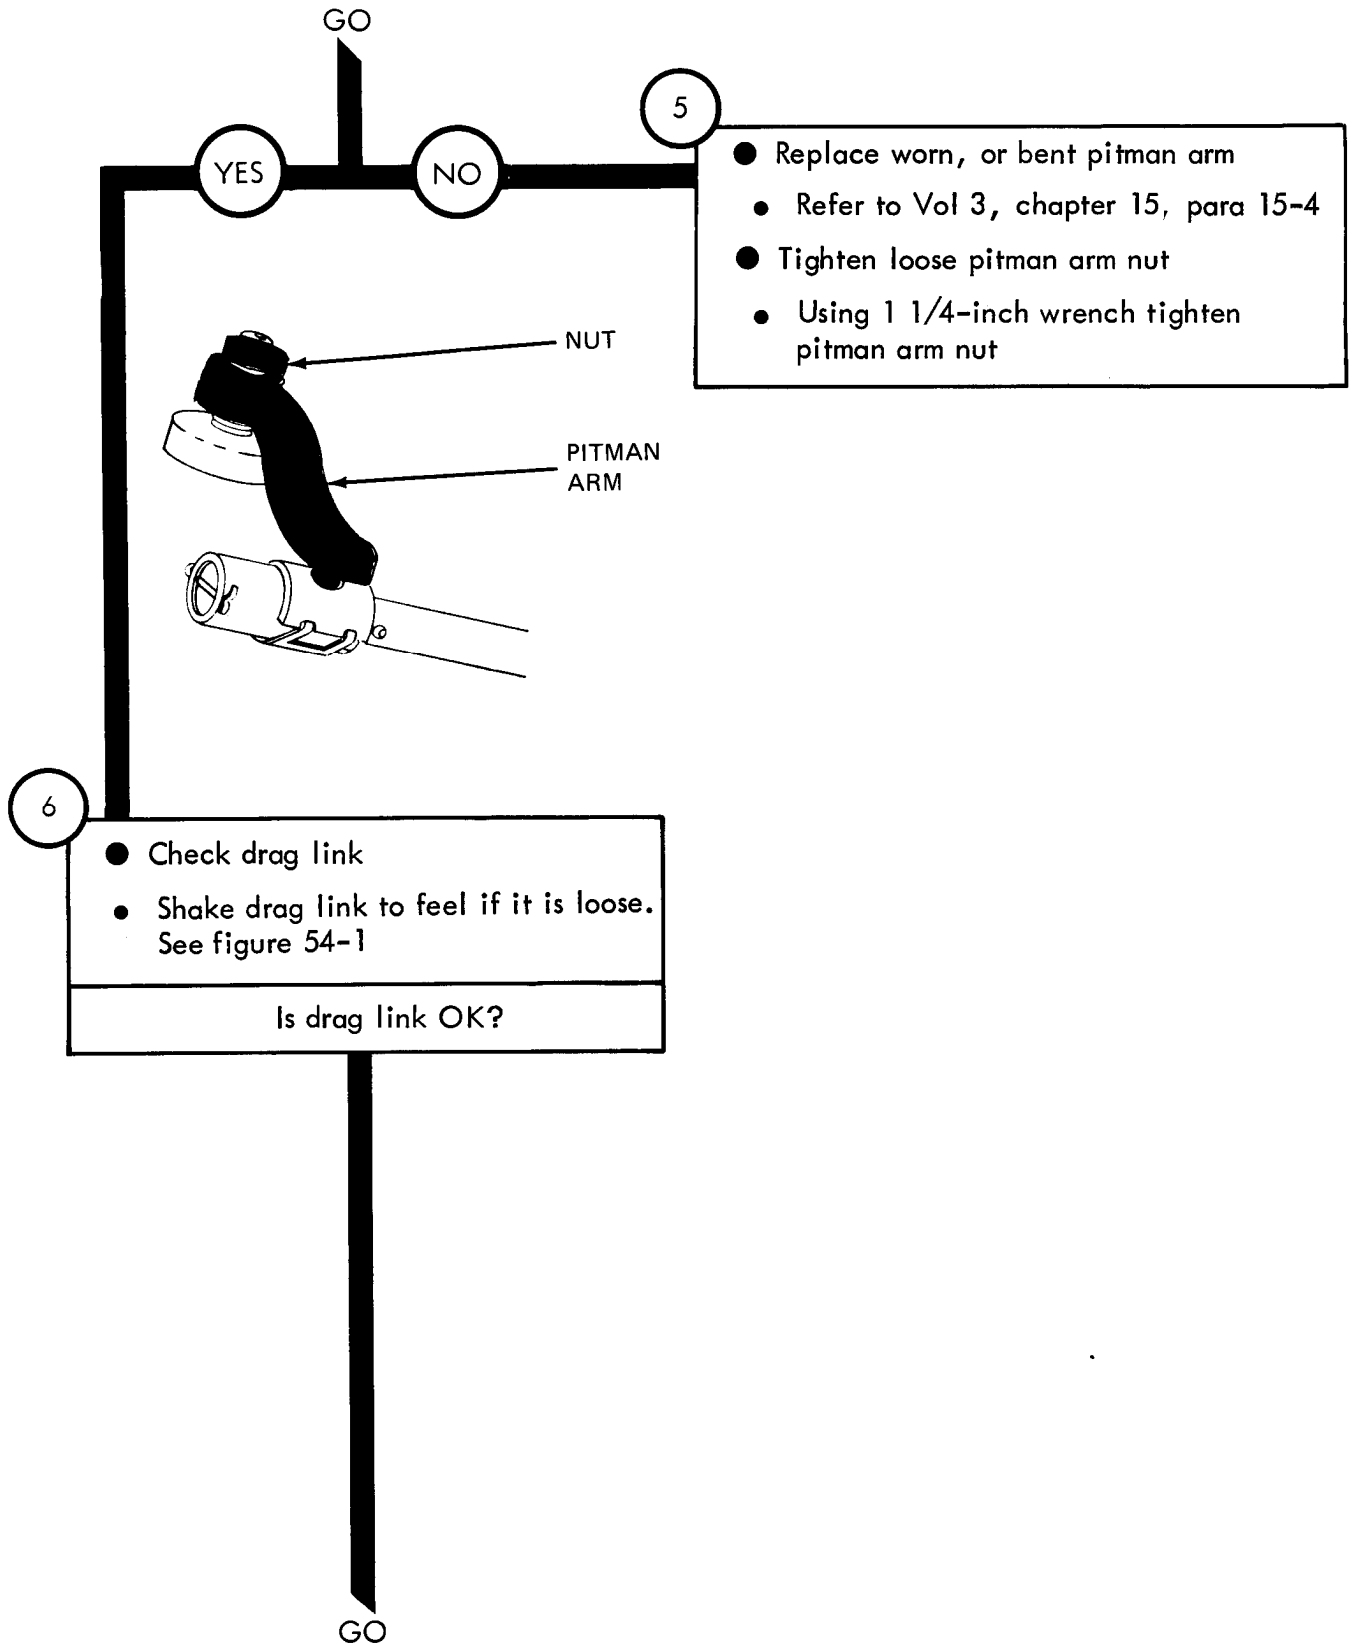 GO
YES
NO
5
● Replace worn, or bent pitman arm
● Refer to Vol 3, chapter 15, para 15-4
● Tighten loose pitman arm nut
● Using 1 1/4-inch wrench tighten
pitman arm nut
NUT
PITMAN
ARM
6
● Check drag link
● Shake drag link to feel if it is loose.
See figure 54-1
Is drag link OK?
GO